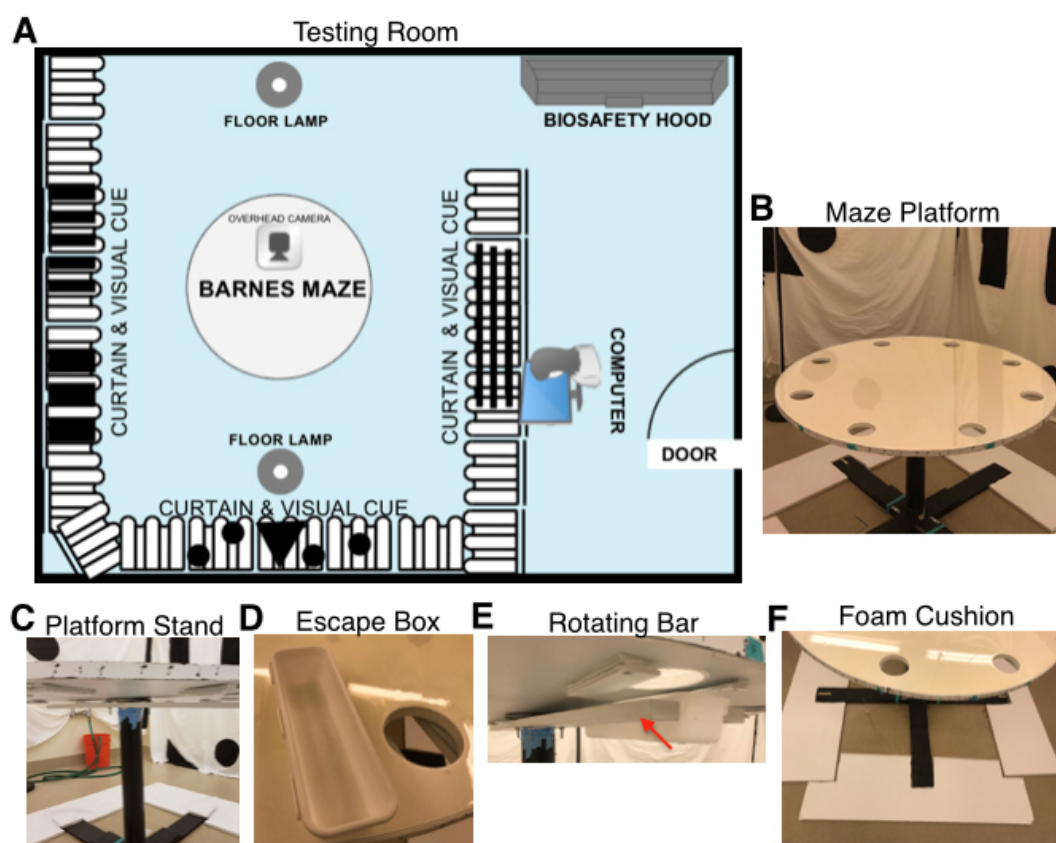 A
Testing Room
FLOOR LAMP
BIOSAFETY HOOD
CURTAIN & VISUAL CUE
OVERHEAD CAMERA
BARNES MAZE
CURTAIN & VISUAL CUE
COMPUTER
DOOR
FLOOR LAMP
CURTAIN & VISUAL CUE
B
Maze Platform
C
Platform Stand
D
Escape Box
E
Rotating Bar
F
Foam Cushion